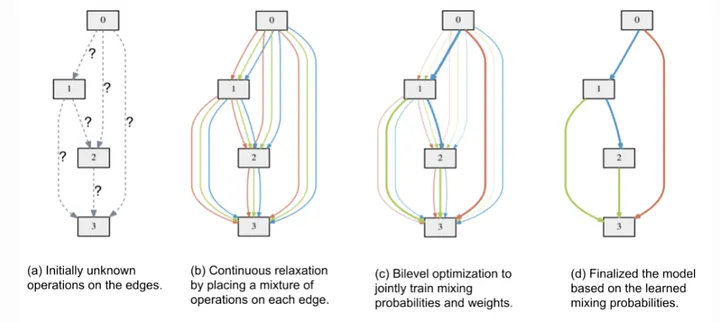 0
?
1
?
?
?
?
2
?
3
0
1
2
3
0
1
2
3
0
1
2
3
(a) Initially unknown
operations on the edges.
(b) Continuous relaxation
by placing a mixture of
operations on each edge.
(c) Bilevel optimization to
jointly train mixing
probabilities and weights.
(d) Finalized the model
based on the learned
mixing probabilities.